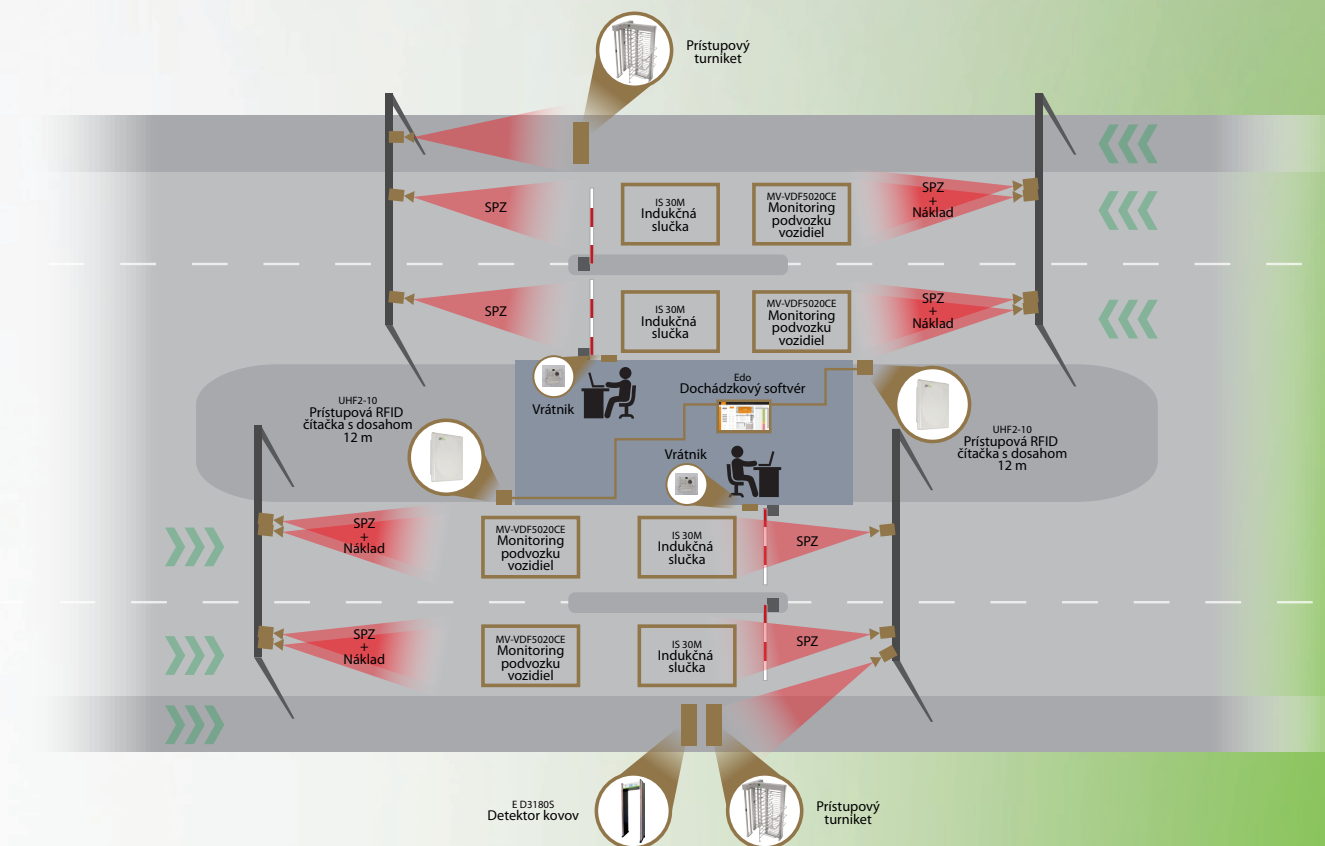 Prístupový
turniket
SPZ
IS 30M
Indukčná
slučka
MV-VDF5020CE
Monitoring
podvozku
vozidiel
SPZ
+
Náklad
SPZ
IS 30M
Indukčná
slučka
MV-VDF5020CE
Monitoring
podvozku
vozidiel
SPZ
+
Náklad
Vrátnik
Edo
Dochádzkový softvér
UHF2-10
Prístupová RFID
čítačka s dosahom
12 m
UHF2-10
Prístupová RFID
čítačka s dosahom
12 m
Vrátnik
SPZ
+
Náklad
MV-VDF5020CE
Monitoring
podvozku
vozidiel
IS 30M
Indukčná
slučka
SPZ
SPZ
+
Náklad
MV-VDF5020CE
Monitoring
podvozku
vozidiel
IS 30M
Indukčná
slučka
SPZ
E D3180S
Detektor kovov
Prístupový
turniket